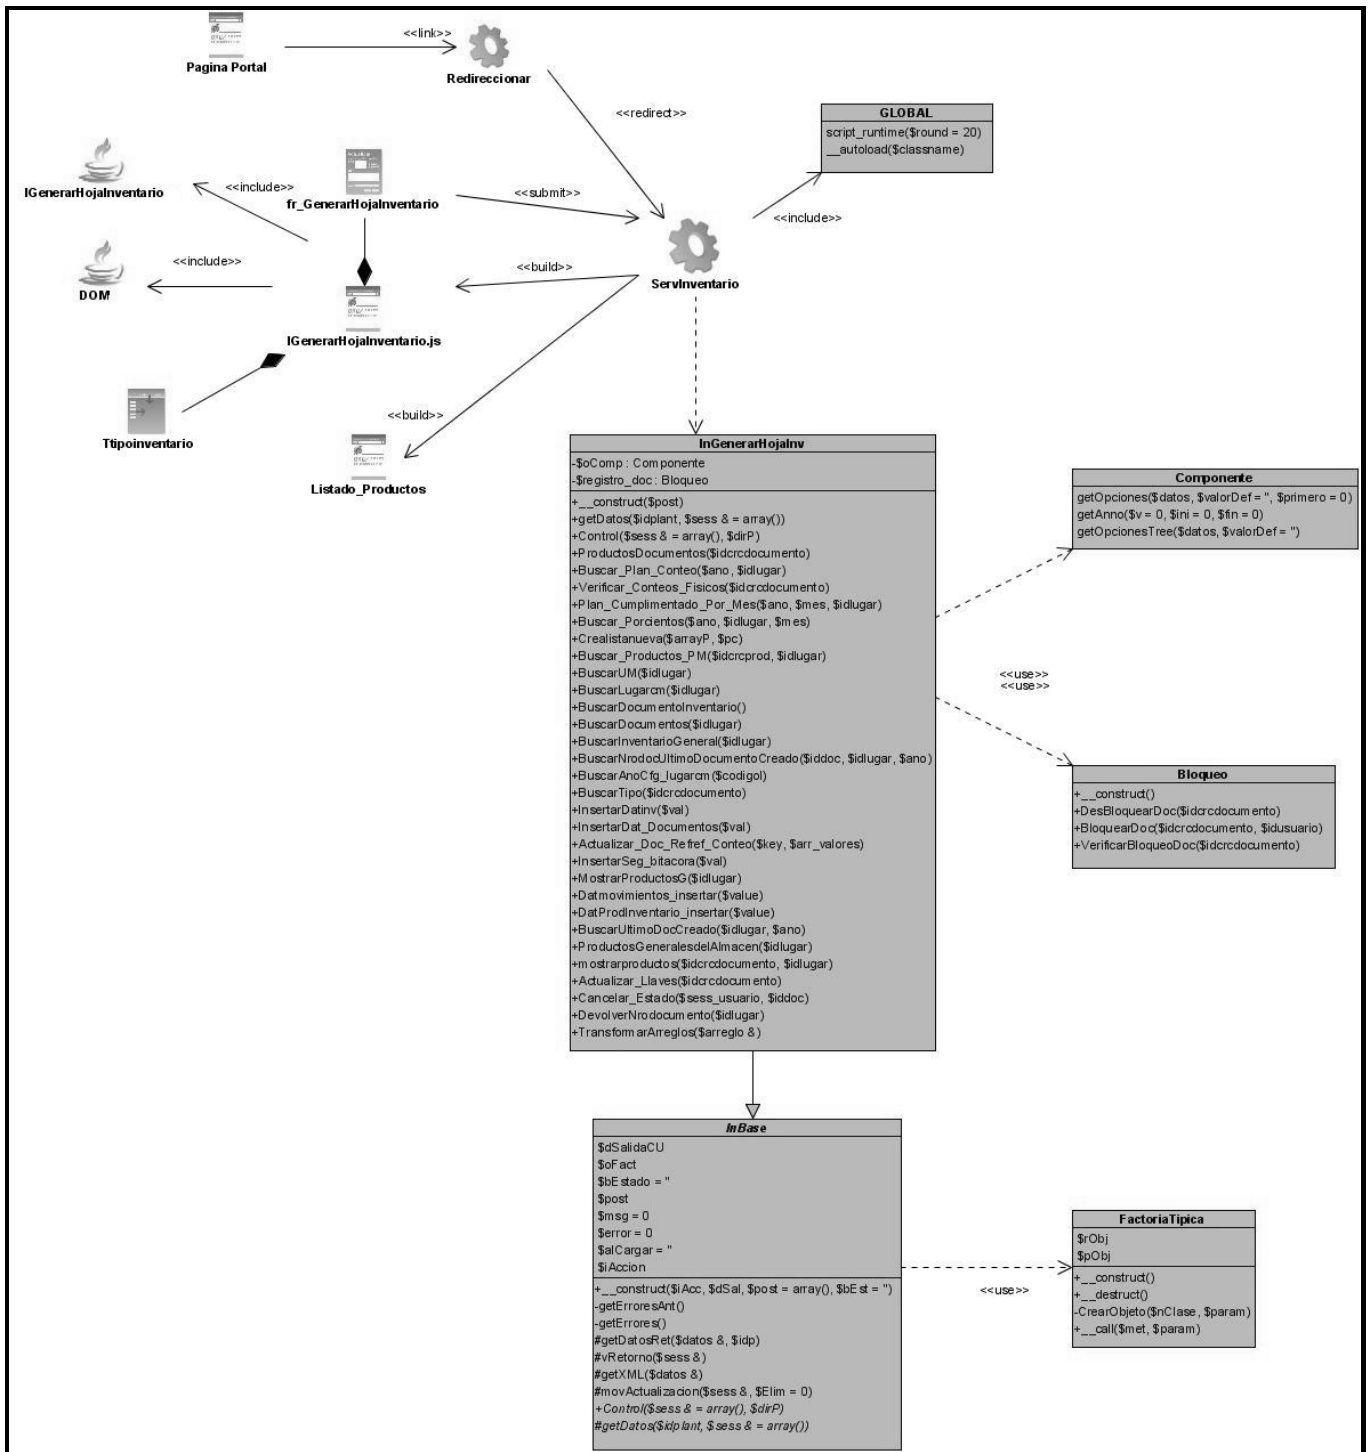 <<link>>
Pagina Portal
Redireccionar
<<redirect>>
GLOBAL
script_runtime($round = 20)
__autoload($classname)
IGenerarHojaInventario
<<include>>
fr_GenerarHojaInventario
<<submit>>
<<include>>
DOM
<<include>>
<<build>>
ServInventario
IGenerarHojaInventario.js
Ttipoinventario
<<build>>
Listado_Productos
InGenerarHojaInv
-$oComp : Componente
-$registro_doc : Bloqueo
+__construct($post)
+getDatos($idplant, $sess & = array())
+Control($sess & = array(), $dirP)
+ProductosDocumentos($idcrcdocumento)
+Buscar_Plan_Conteo($ano, $idlugar)
+Verificar_Conteos_Fisicos($idcrcdocumento)
+Plan_Cumplimentado_Por_Mes($ano, $mes, $idlugar)
+Buscar_Porcientos($ano, $idlugar, $mes)
+Crealistanueva($arrayP, $pc)
+Buscar_Productos_PM($idcrcprod, $idlugar)
+BuscarUM($idlugar)
+BuscarLugarcm($idlugar)
+BuscarDocumentoInventario()
+BuscarDocumentos($idlugar)
+BuscarInventarioGeneral($idlugar)
+BuscarNrodocUltimoDocumentoCreado($iddoc, $idlugar, $ano)
+BuscarAnoCfg_lugarcm($codigol)
+BuscarTipo($idcrcdocumento)
+InsertarDatinv($val)
+InsertarDat_Documentos($val)
+Actualizar_Doc_Refref_Conteo($key, $arr_valores)
+InsertarSeg_bitacora($val)
+MostrarProductosG($idlugar)
+Datmovimientos_insertar($value)
+DatProdInventario_insertar($value)
+BuscarUltimoDocCreado($idlugar, $ano)
+ProductosGeneralesdelAlmacen($idlugar)
+mostrarproductos($idcrcdocumento, $idlugar)
+Actualizar_Llaves($idcrcdocumento)
+Cancelar_Estado($sess_usuario, $iddoc)
+DevolverNrodocumento($idlugar)
+TransformarArreglos($arreglo &)
Componente
getOpciones($datos, $valorDef = '', $primero = 0)
getAnno($v = 0, $ini = 0, $fin = 0)
getOpcionesTree($datos, $valorDef = '')
<<use>>
<<use>>
Bloqueo
+__construct()
+DesBloquearDoc($idcrcdocumento)
+BloquearDoc($idcrcdocumento, $idusuario)
+VerificarBloqueoDoc($idcrcdocumento)
InBase
$dSalidaCU
$oFact
$bEstado = ''
$post
$msg = 0
$error = 0
$alCargar = ''
$iAccion
+__construct($iAcc, $dSal, $post = array(), $bEst = '')
-getErroresAnt()
-getErrores()
#getDatosRet($datos &, $idp)
#vRetorno($sess &)
#getXML($datos &)
#movActualizacion($sess &, $Elim = 0)
+Control($sess & = array(), $dirP)
#getDatos($idplant, $sess & = array())
<<use>>
FactoriaTipica
$rObj
$pObj
+__construct()
+__destruct()
-CrearObjeto($nClase, $param)
+__call($met, $param)